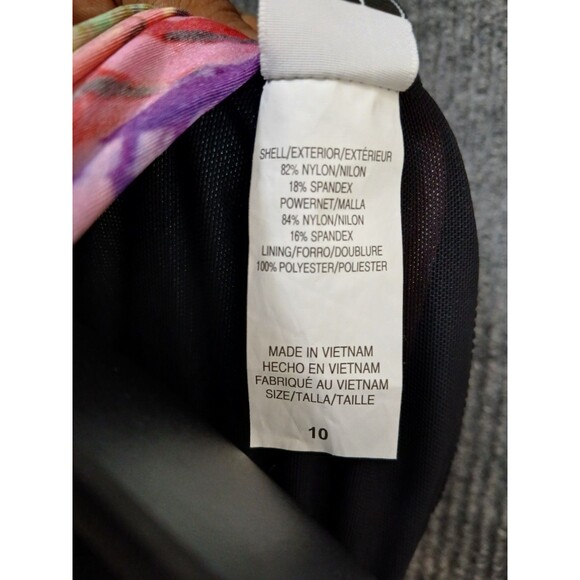 SHELL/EXTERIOR/EXTÉRIEUR
82% NYLON/NILON
18% SPANDEX
POWERNET/MALLA
84% NYLON/NILON
16% SPANDEX
LINING/FORRO/DOUBLURE
100% POLYESTER/POLIESTER
MADE IN VIETNAM
HECHO EN VIETNAM
FABRIQUÉ AU VIETNAM
SIZE/TALLA/TAILLE
10